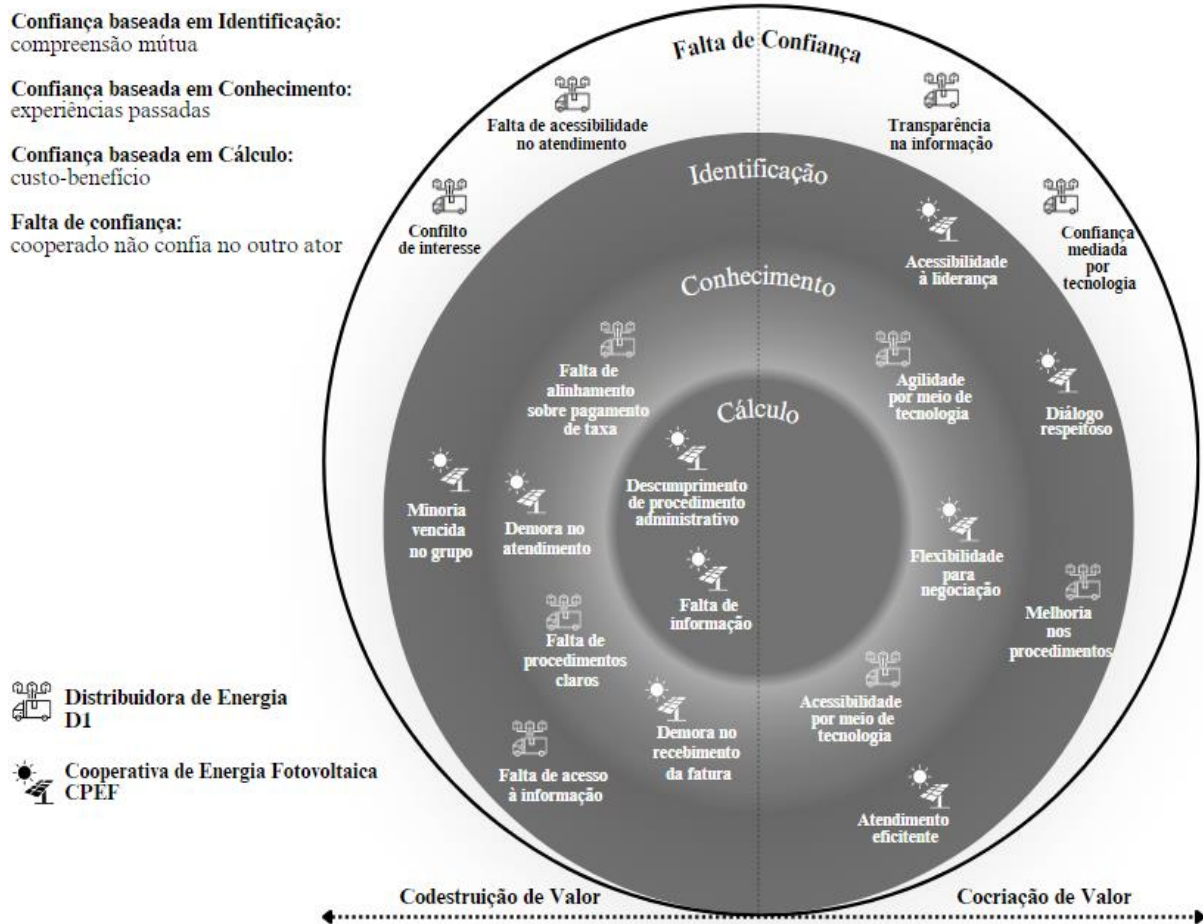 Confiança baseada em Identificação:
compreensão mútua
Confiança baseada em Conhecimento:
experiências passadas
Confiança baseada em Cálculo:
custo-benefício
Falta de confiança:
cooperado não confia no outro ator
Falta de Confiança
Falta de acessibilidade
no atendimento
Transparência
na informação
Confilto
de interesse
Confiança
mediada
por
tecnologia
Identificação
Acessibilidade
à liderança
Conhecimento
Falta de
alinhamento
sobre pagamento
de taxa
Agilidade
por meio de
tecnologia
Diálogo
respeitoso
Cálculo
Minoria
vencida
no grupo
Demora no
atendimento
Descumprimento
de procedimento
administrativo
Flexibilidade
para
negociação
Falta de
informação
Melhoria
nos
procedimentos
Falta de
procedimentos
claros
Acessibilidade
por meio de
tecnologia
Demora no
recebimento
da fatura
Falta de acesso
à informação
Atendimento
eficitente
Distribuidora de Energia
D1
Cooperativa de Energia Fotovoltaica
CPEF
Codestruição de Valor
Cocriação de Valor